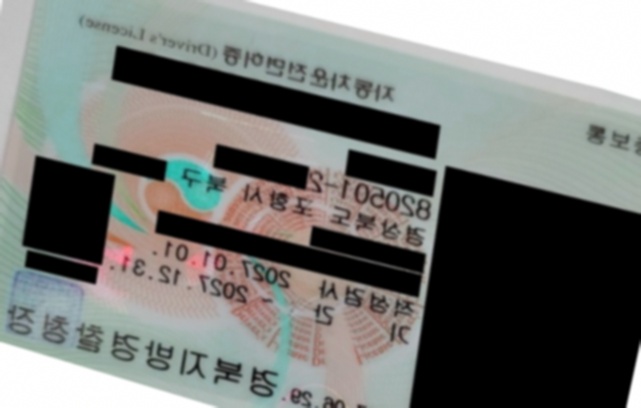 자동차운전면허증 (Driver's License)
820501-2
경상북도 포항시 북구
적성검사 2027.01.01.
기 간 ~ 2027.12.31.
06.29.
경북지방경찰청장